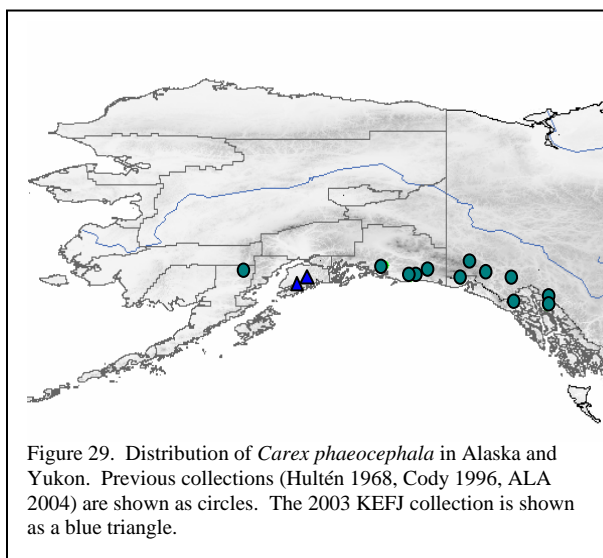 Figure 29.  Distribution of Carex phaeocephala in Alaska and
Yukon.  Previous collections (Hultén 1968, Cody 1996, ALA
2004) are shown as circles.  The 2003 KEFJ collection is shown
as a blue triangle.